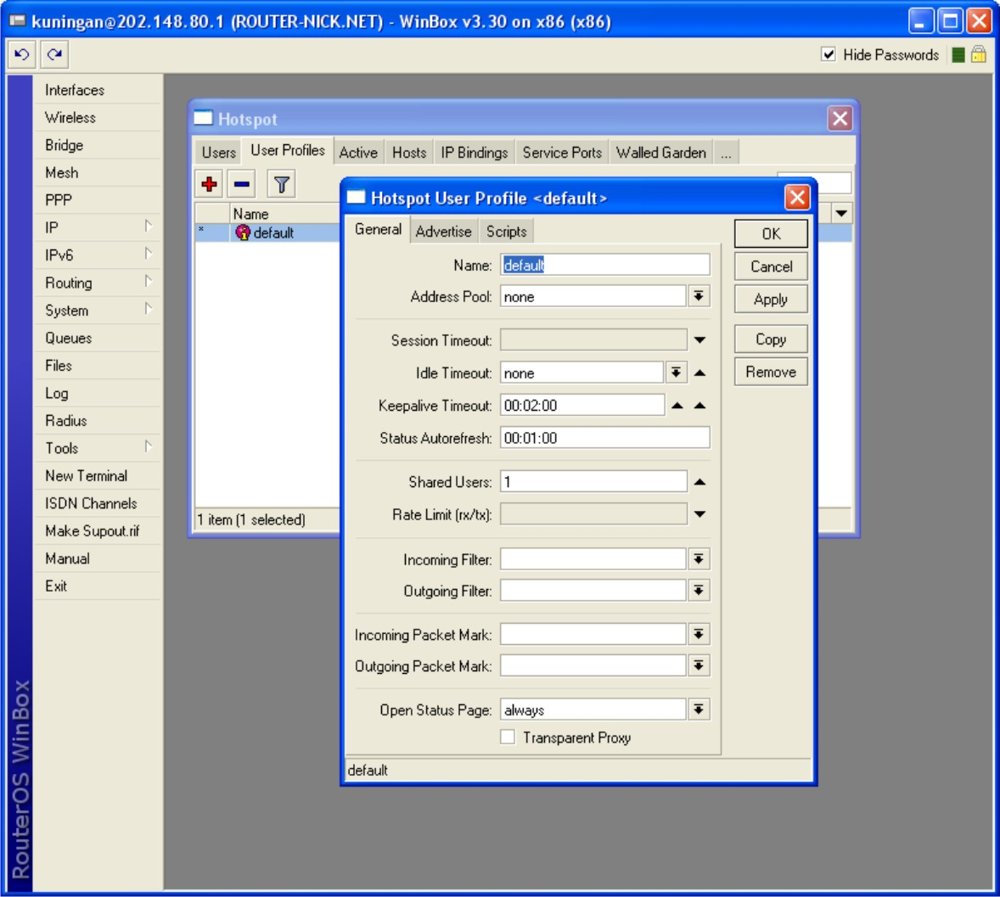 kuningan@202.148.80.1 (ROUTER-NICK.NET) - WinBox v3.30 on x86 (x86)
Hide Passwords
Interfaces
Wireless
Bridge
Mesh
PPP
IP
IPv6
Routing
System
Queues
Files
Log
Radius
Tools
New Terminal
ISDN Channels
Make Supout.rif
Manual
Exit
RouterOS WinBox
Hotspot
Users User Profiles Active Hosts IP Bindings Service Ports Walled Garden ...
Name
* default
1 item (1 selected)
Hotspot User Profile <default>
General Advertise Scripts
Name: default
Address Pool: none
Session Timeout:
Idle Timeout: none
Keepalive Timeout: 00:02:00
Status Autorefresh: 00:01:00
Shared Users: 1
Rate Limit (rx/tx):
Incoming Filter:
Outgoing Filter:
Incoming Packet Mark:
Outgoing Packet Mark:
Open Status Page: always
Transparent Proxy
OK
Cancel
Apply
Copy
Remove
default